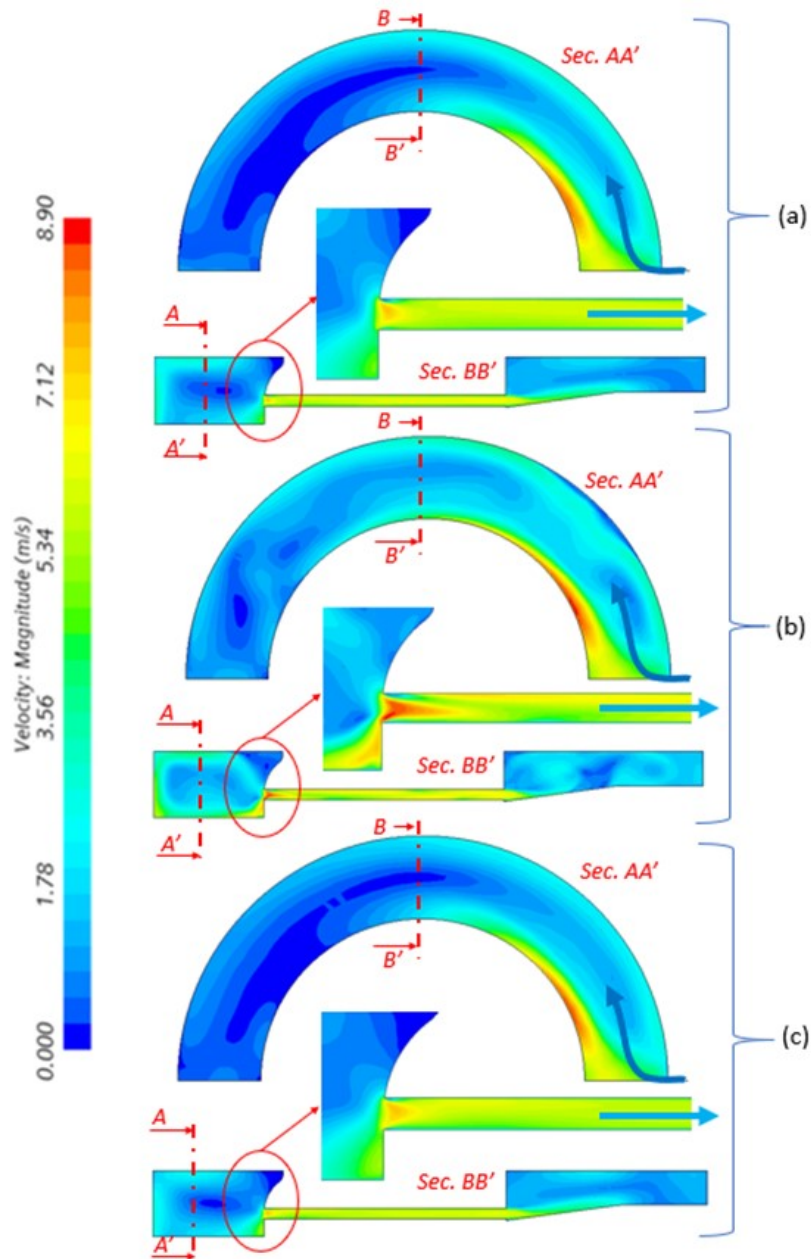 B
Sec. AA'
B'
(a)
A
Sec. BB'
A'
B
Sec. AA'
B'
(b)
A
Sec. BB'
A'
B
Sec. AA'
B'
(c)
A
Sec. BB'
A'
Velocity: Magnitude (m/s)
8.90
7.12
5.34
3.56
1.78
0.000